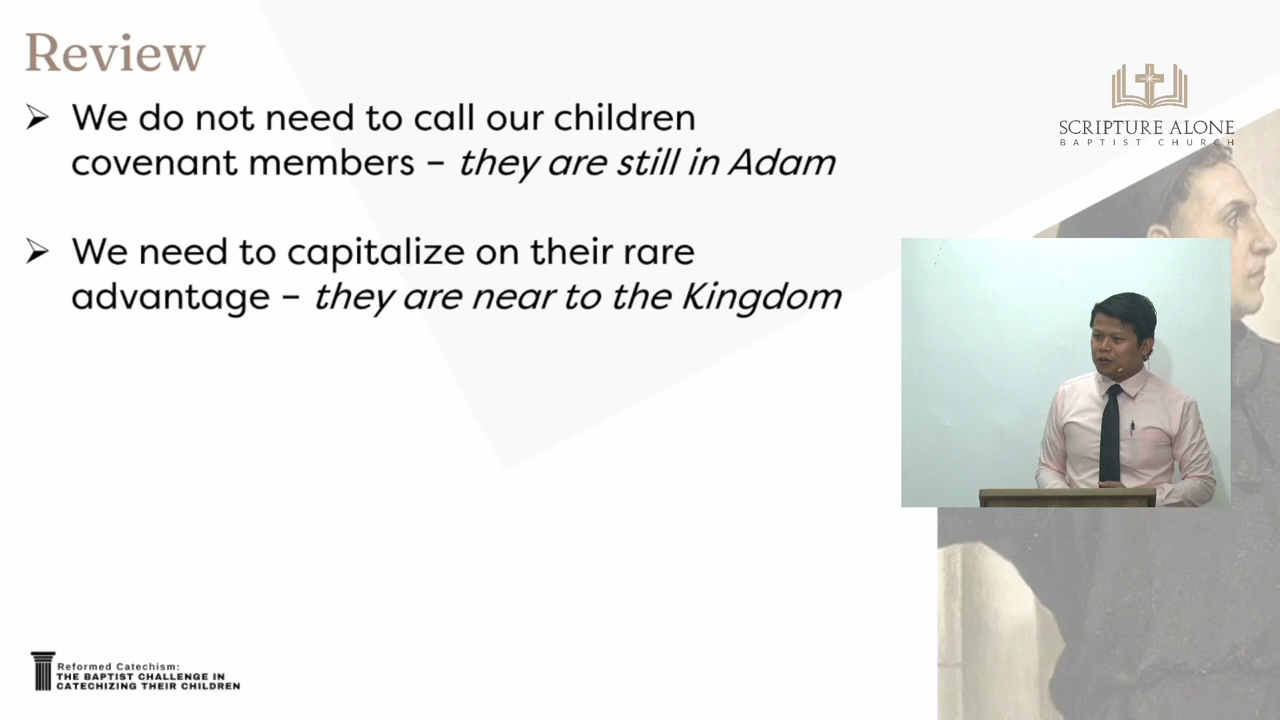 Review
➢ We do not need to call our children
covenant members – they are still in Adam
➢ We need to capitalize on their rare
advantage – they are near to the Kingdom
SCRIPTURE ALONE
BAPTIST CHURCH
Reformed Catechism:
THE BAPTIST CHALLENGE IN
CATECHIZING THEIR CHILDREN